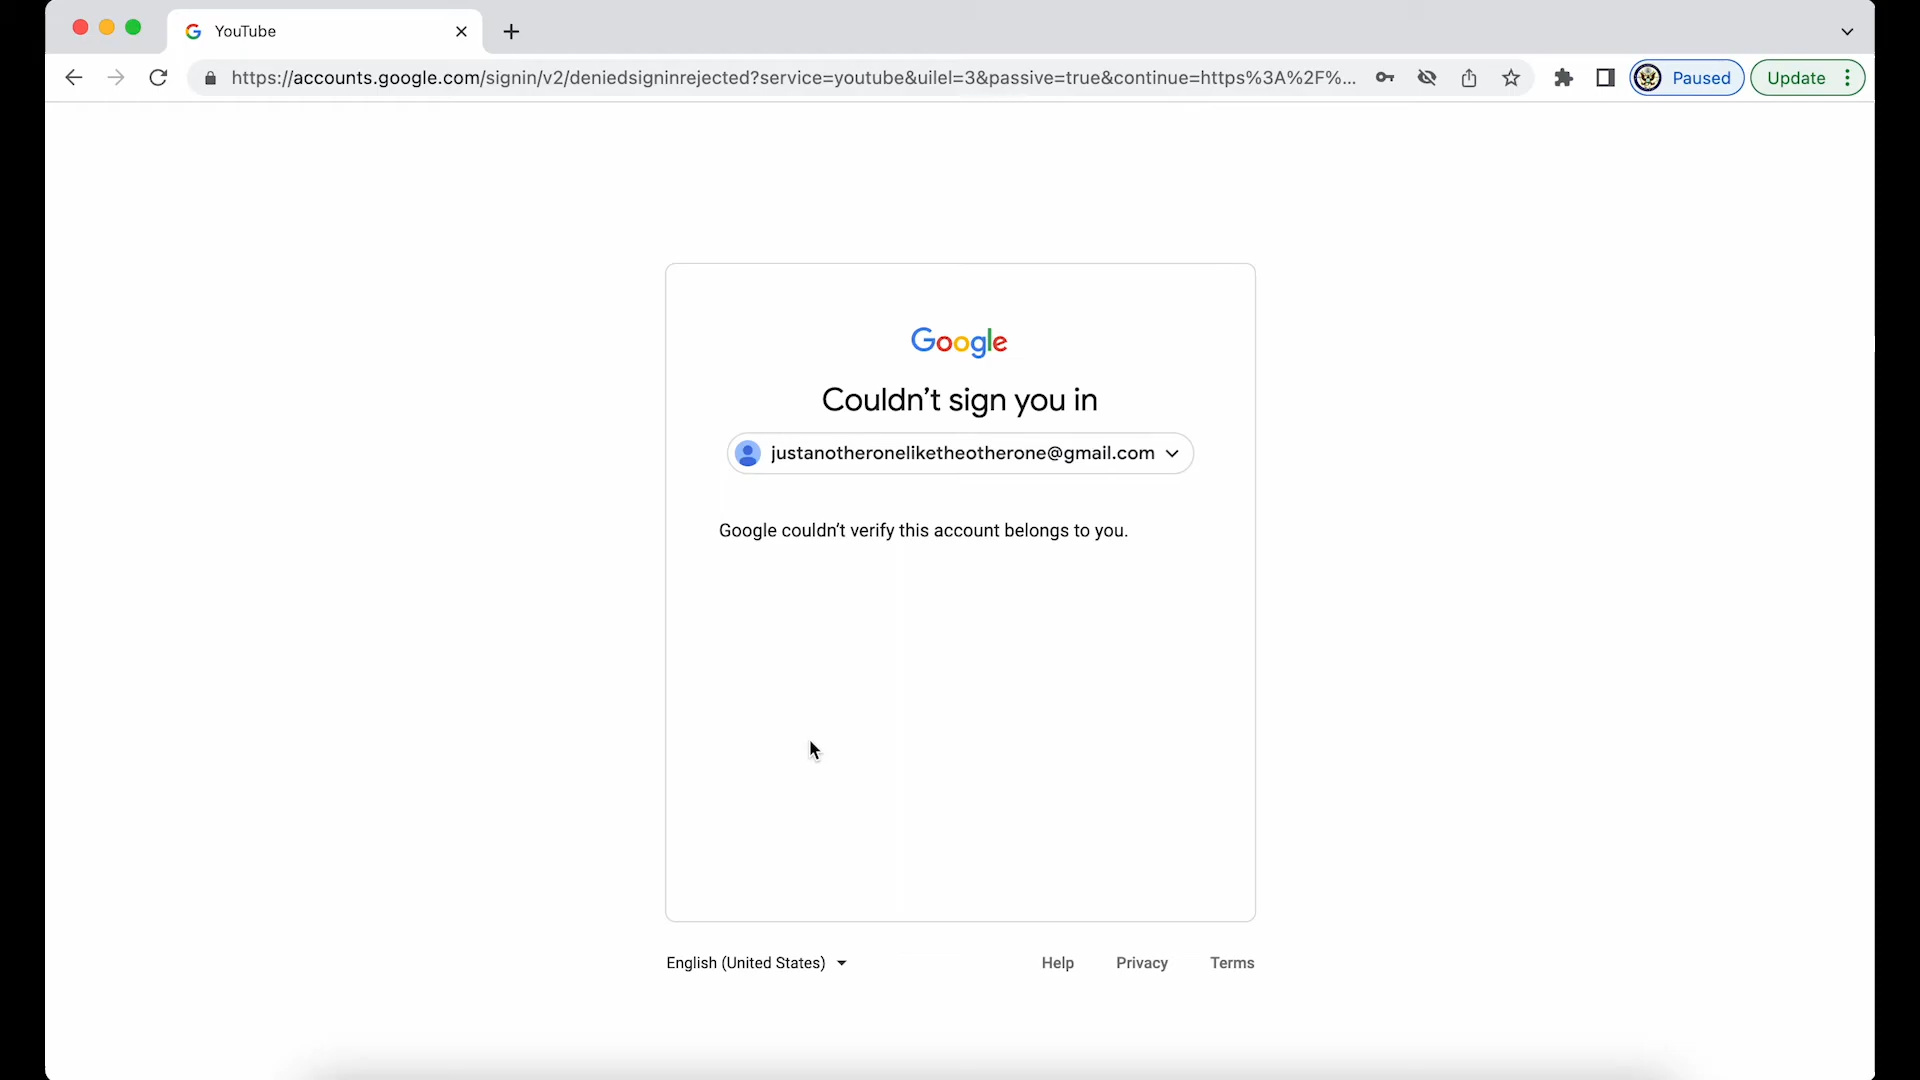 YouTube
https://accounts.google.com/signin/v2/deniedsigninrejected?service=youtube&uilel=3&passive=true&continue=https%3A%2F%...
Paused
Update
Google
Couldn’t sign you in
justanotheroneliketheotherone@gmail.com
Google couldn’t verify this account belongs to you.
English (United States)
Help Privacy Terms